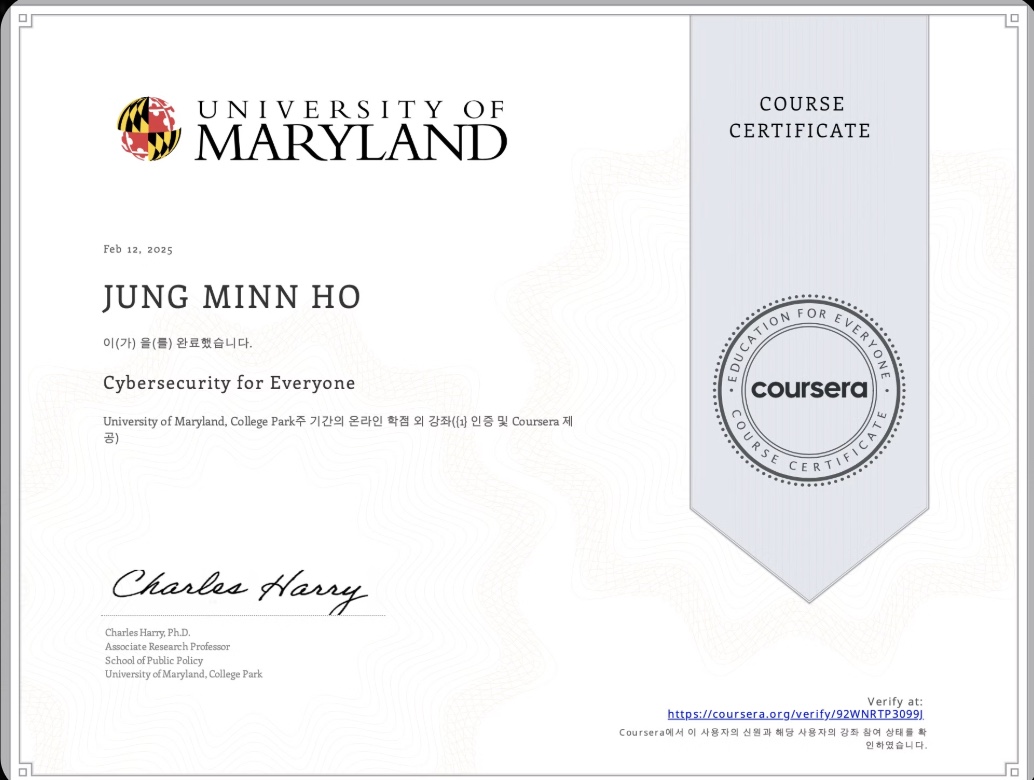 UNIVERSITY OF
MARYLAND
COURSE
CERTIFICATE
Feb 12, 2025
JUNG MINN HO
이(가) 을(를) 완료했습니다.
Cybersecurity for Everyone
University of Maryland, College Park주 기간의 온라인 학점 외 강좌({1} 인증 및 Coursera 제
공)
EDUCATION FOR EVERYONE
coursera
COURSE CERTIFICATE
Charles Harry
Charles Harry, Ph.D.
Associate Research Professor
School of Public Policy
University of Maryland, College Park
Verify at:
https://coursera.org/verify/92WNRTP3099J
Coursera에서 이 사용자의 신원과 해당 사용자의 강좌 참여 상태를 확
인하였습니다.